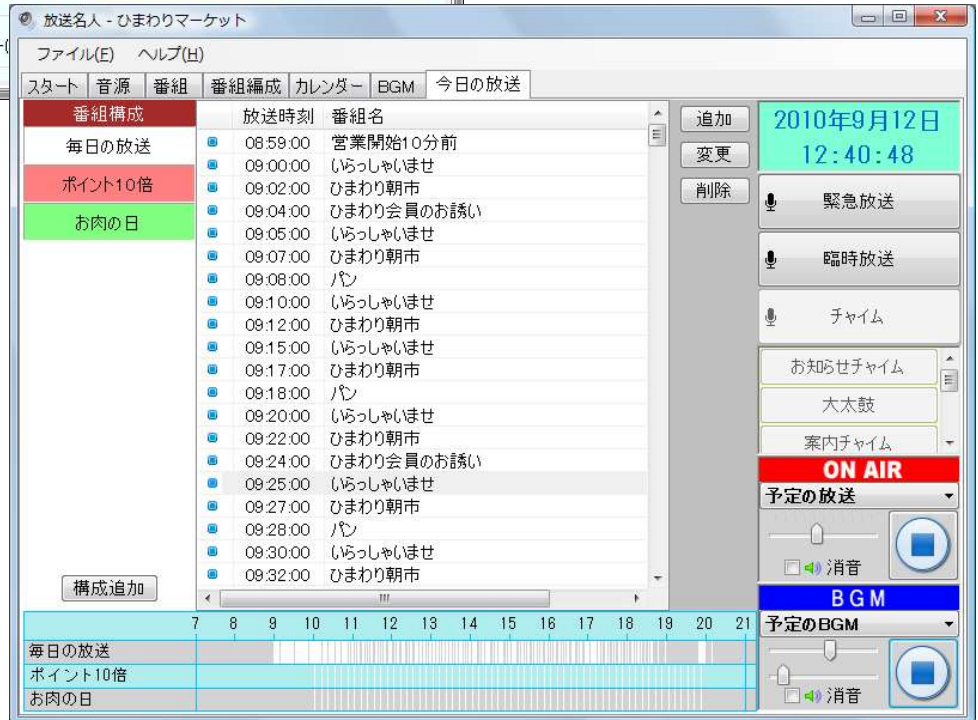 放送名人 - ひまわりマーケット
ファイル(F) ヘルプ(H)
スタート 音源 番組 番組編成 カレンダー BGM 今日の放送
番組構成
毎日の放送
ポイント10倍
お肉の日
構成追加
放送時刻 番組名
08:59:00 営業開始10分前
09:00:00 いらっしゃいませ
09:02:00 ひまわり朝市
09:04:00 ひまわり会員のお誘い
09:05:00 いらっしゃいませ
09:07:00 ひまわり朝市
09:08:00 パン
09:10:00 いらっしゃいませ
09:12:00 ひまわり朝市
09:15:00 いらっしゃいませ
09:17:00 ひまわり朝市
09:18:00 パン
09:20:00 いらっしゃいませ
09:22:00 ひまわり朝市
09:24:00 ひまわり会員のお誘い
09:25:00 いらっしゃいませ
09:27:00 ひまわり朝市
09:28:00 パン
09:30:00 いらっしゃいませ
09:32:00 ひまわり朝市
追加
変更
削除
2010年9月12日
12:40:48
緊急放送
臨時放送
チャイム
お知らせチャイム
大太鼓
案内チャイム
ON AIR
予定の放送
消音
BGM
予定のBGM
消音
7 8 9 10 11 12 13 14 15 16 17 18 19 20 21
毎日の放送
ポイント10倍
お肉の日